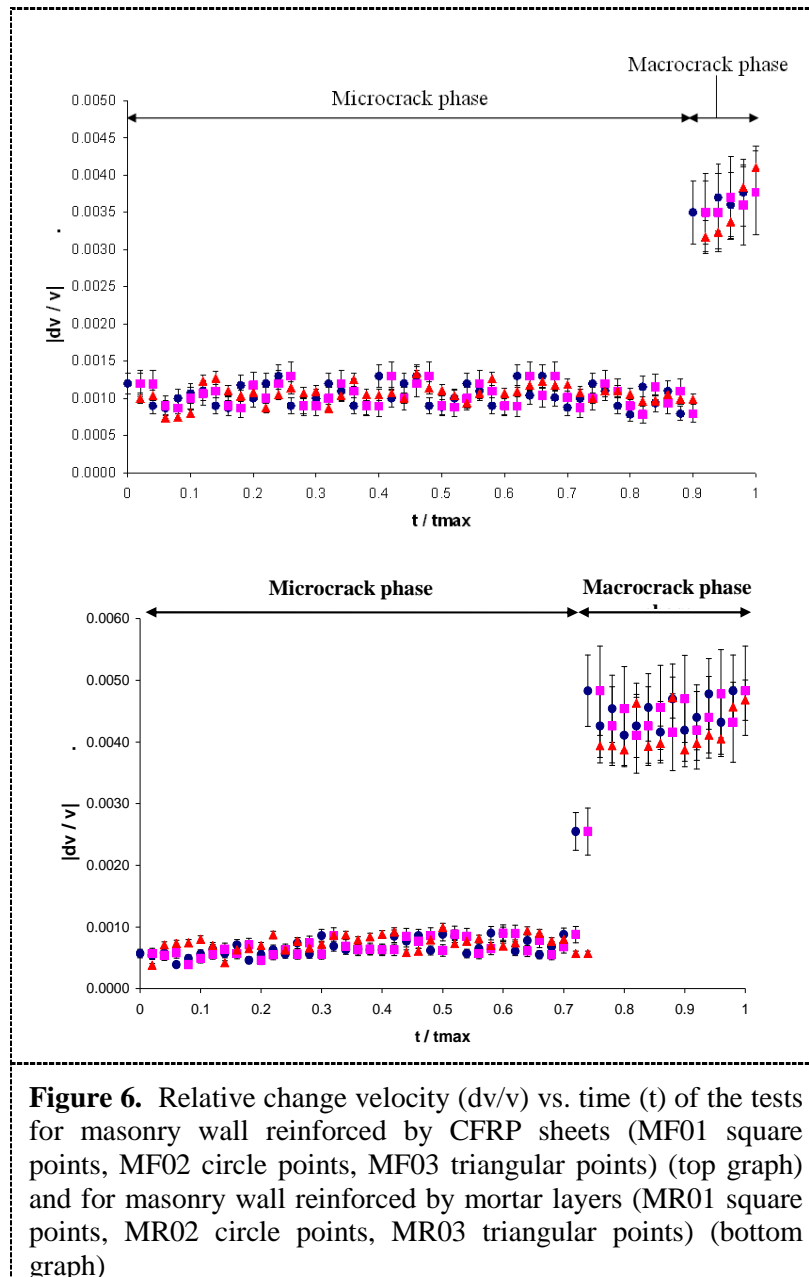 Macrocrack phase
Microcrack phase
0.0050
0.0045
0.0040
0.0035
0.0030
0.0025
0.0020
0.0015
0.0010
0.0005
0.0000
|dv / v|
0 0.1 0.2 0.3 0.4 0.5 0.6 0.7 0.8 0.9 1
t / tmax
Microcrack phase Macrocrack phase
0.0060
0.0050
0.0040
0.0030
0.0020
0.0010
0.0000
|dv / v|
0 0.1 0.2 0.3 0.4 0.5 0.6 0.7 0.8 0.9 1
t / tmax
Figure 6. Relative change velocity (dv/v) vs. time (t) of the tests
for masonry wall reinforced by CFRP sheets (MF01 square
points, MF02 circle points, MF03 triangular points) (top graph)
and for masonry wall reinforced by mortar layers (MR01 square
points, MR02 circle points, MR03 triangular points) (bottom
graph)